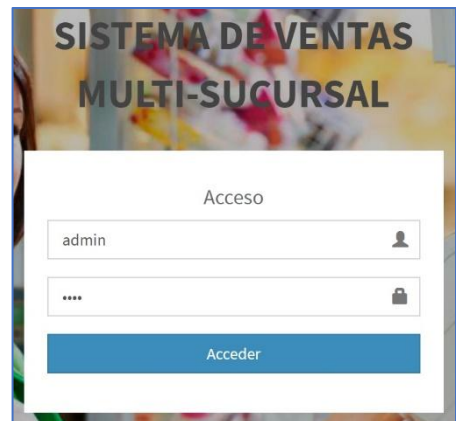 SISTEMA DE VENTAS
MULTI-SUCURSAL
Acceso
admin
••••
Acceder